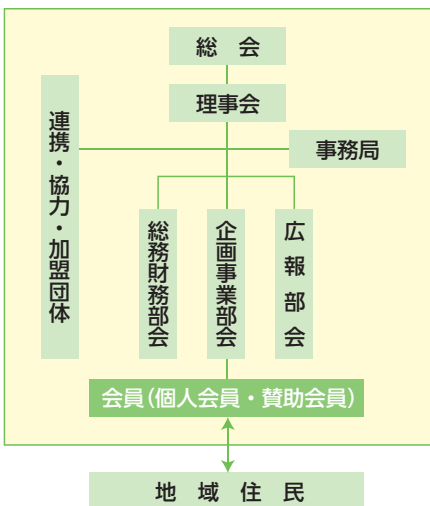 総　会
理事会
連携・協力・加盟団体
事務局
総務財務部会
企画事業部会
広報部会
会員(個人会員・賛助会員)
地　域　住　民